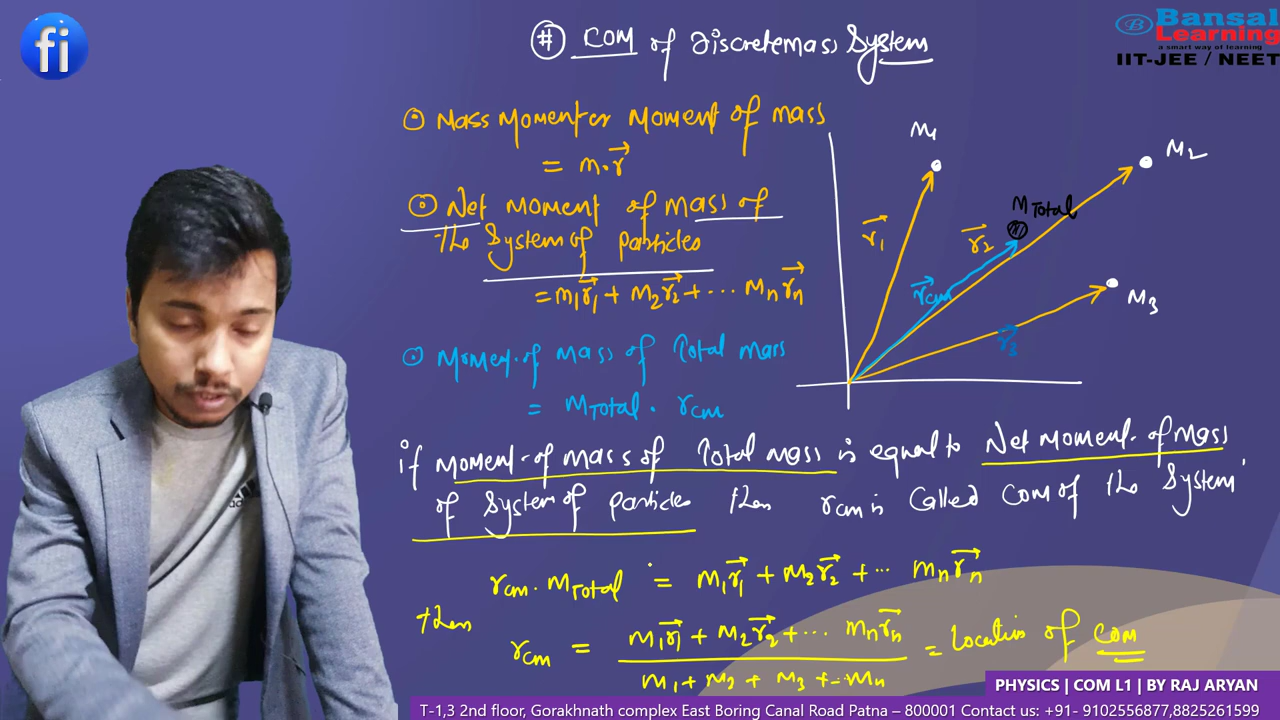 fi
# COM of Discretemass System
Bansal
Learning
a smart way of learning
IIT-JEE / NEET
⊙ Mass Moment or Moment of mass
= m.r⃗
⊙ Net moment of mass of
the System of particles
= m₁r⃗₁ + M₂r⃗₂ + ... Mₙr⃗ₙ
M₁
M₂
M Total
r⃗₁
r⃗₂
r⃗cm
M₃
r⃗₃
⊙ Momet. of mass of Total mass
= MTotal . rcm
if moment of mass of Total mass is equal to Net moment of mass
of System of particles then rcm is Called COM of the System
rcm . MTotal = m₁r⃗₁ + M₂r⃗₂ + ... mₙr⃗ₙ
then
rcm = m₁r⃗₁ + M₂r⃗₂ + ... mₙr⃗ₙ / m₁ + m₂ + m₃ + ... mₙ = Location of COM
PHYSICS | COM L1 | BY RAJ ARYAN
T-1,3 2nd floor, Gorakhnath complex East Boring Canal Road Patna – 800001 Contact us: +91- 9102556877,8825261599